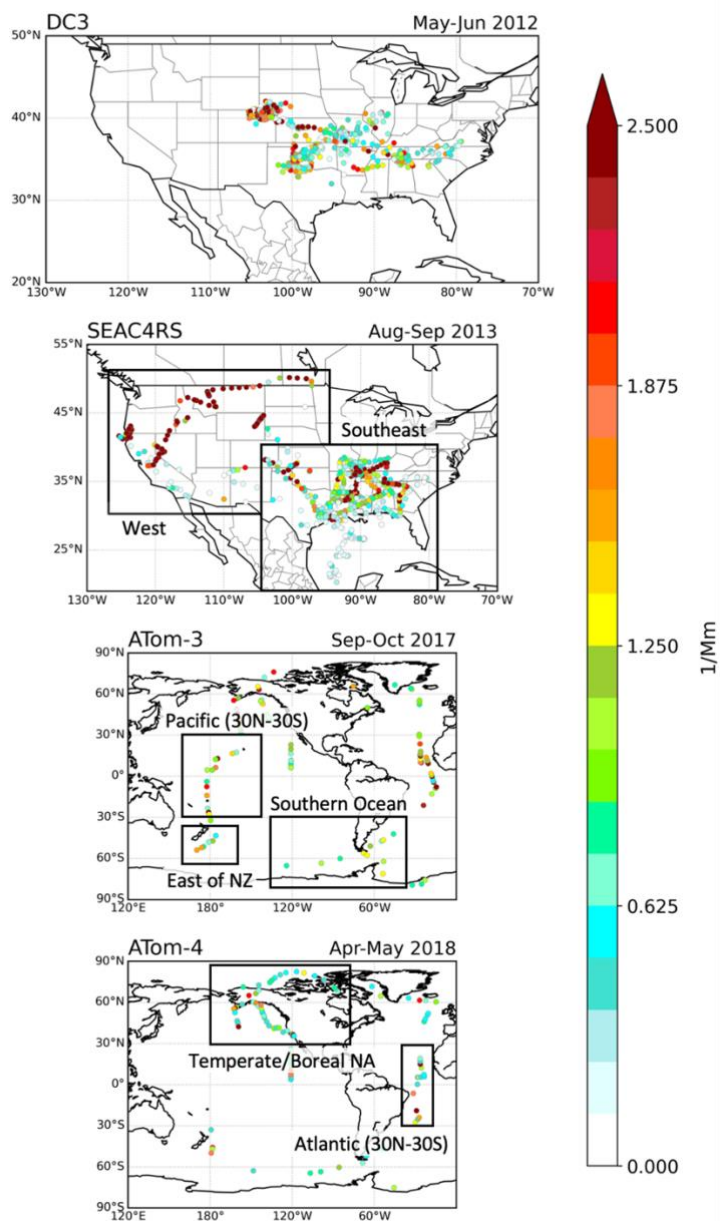 DC3 May-Jun 2012
50°N
40°N
30°N
20°N
130°W 120°W 110°W 100°W 90°W 80°W 70°W
SEAC4RS Aug-Sep 2013
55°N
45°N
Southeast
35°N
West
25°N
130°W 120°W 110°W 100°W 90°W 80°W 70°W
ATom-3 Sep-Oct 2017
90°N
60°N
Pacific (30N-30S)
30°N
0°
Southern Ocean
30°S
60°S
East of NZ
90°S
120°E 180° 120°W 60°W
ATom-4 Apr-May 2018
90°N
60°N
30°N
Temperate/Boreal NA
0°
30°S
Atlantic (30N-30S)
60°S
90°S
120°E 180° 120°W 60°W
2.500
1.875
1.250
0.625
0.000
1/Mm